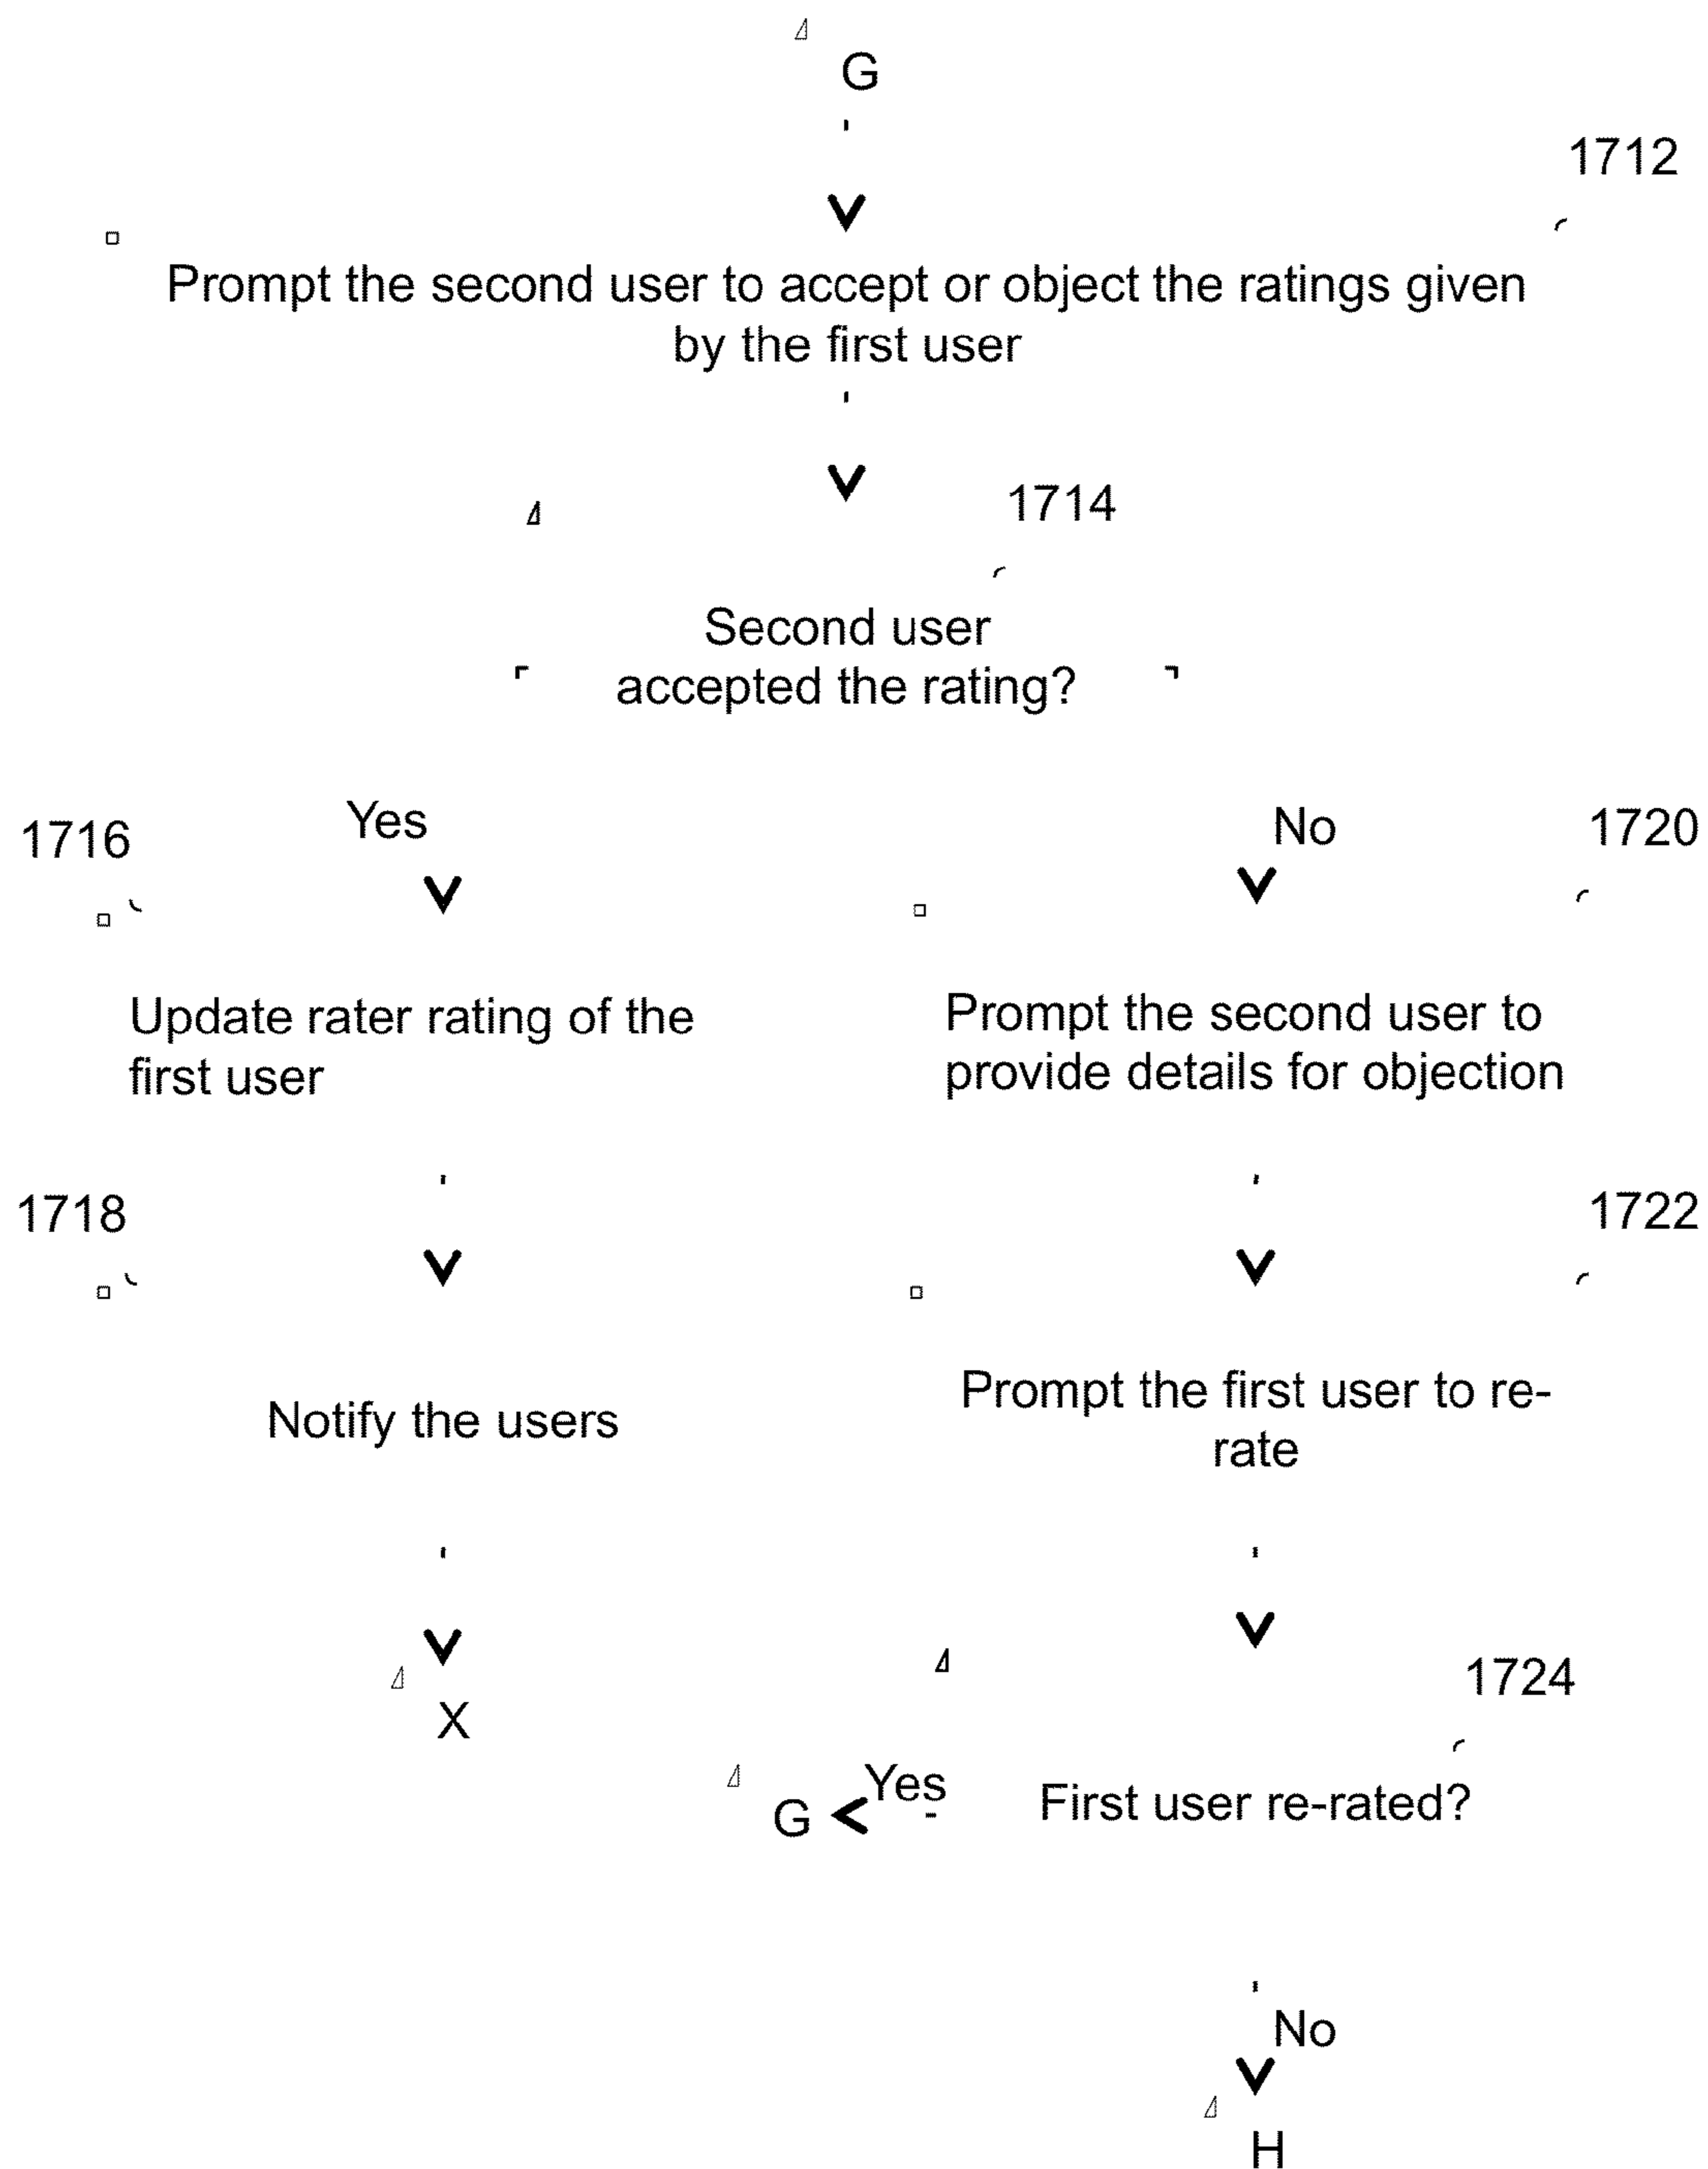 G
1712
Prompt the second user to accept or object the ratings given
by the first user
1714
Second user
accepted the rating?
Yes
No
1716
1720
Update rater rating of the
first user
Prompt the second user to
provide details for objection
1718
1722
Notify the users
Prompt the first user to re-
rate
X
1724
G
Yes
First user re-rated?
No
H